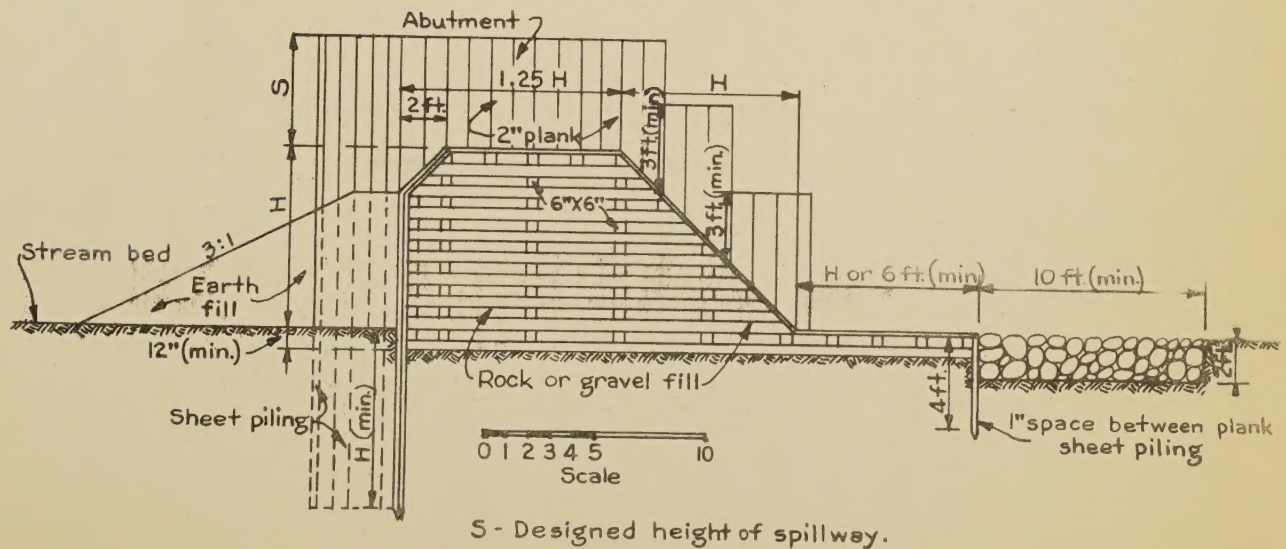 Abutment
S
1.25 H
H
2 ft.
2" plank
3 ft. (min)
H
6"X6"
3 ft. (min.)
3:1
Stream bed
Earth
fill
H or 6 ft. (min)
10 ft. (min.)
12" (min.)
2 ft.
Rock or gravel fill
4 ft.
Sheet piling
H (min.)
1" space between plank
sheet piling
0 1 2 3 4 5 10
Scale
S - Designed height of spillway.